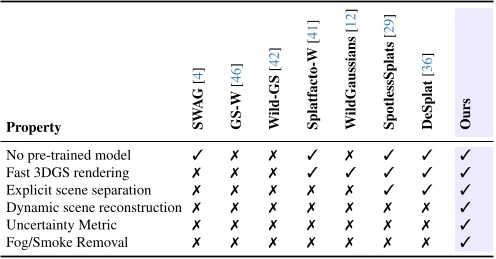 Property SWAG [4] GS-W [46] Wild-GS [42] Splatfacto-W [41] WildGaussians [12] SpotlessSplats [29] DeSplat [36] Ours
No pre-trained model ✓ ✗ ✗ ✓ ✗ ✓ ✓ ✓
Fast 3DGS rendering ✗ ✗ ✗ ✓ ✓ ✓ ✓ ✓
Explicit scene separation ✗ ✗ ✗ ✗ ✗ ✓ ✓ ✓
Dynamic scene reconstruction ✗ ✗ ✗ ✗ ✗ ✗ ✗ ✓
Uncertainty Metric ✗ ✗ ✗ ✗ ✗ ✗ ✗ ✓
Fog/Smoke Removal ✗ ✗ ✗ ✗ ✗ ✗ ✗ ✓